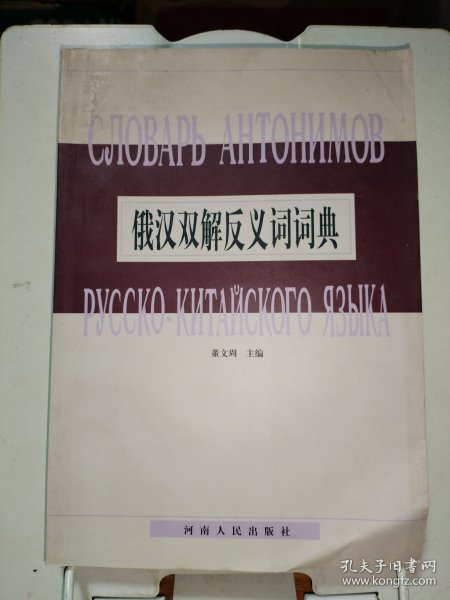 СЛОВАРЬ АНТОНИМОВ
俄汉双解反义词词典
РУССКО-КИТАЙСКОГО ЯЗЫКА
董文周 主编
河南人民出版社
孔夫子旧书网
www.kongfz.com